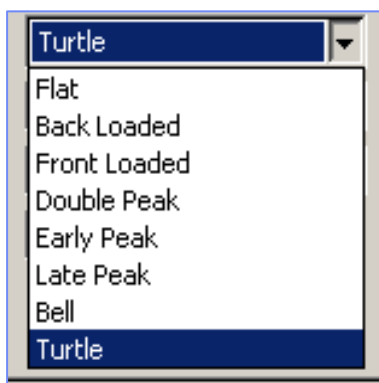 Turtle
Flat
Back Loaded
Front Loaded
Double Peak
Early Peak
Late Peak
Bell
Turtle